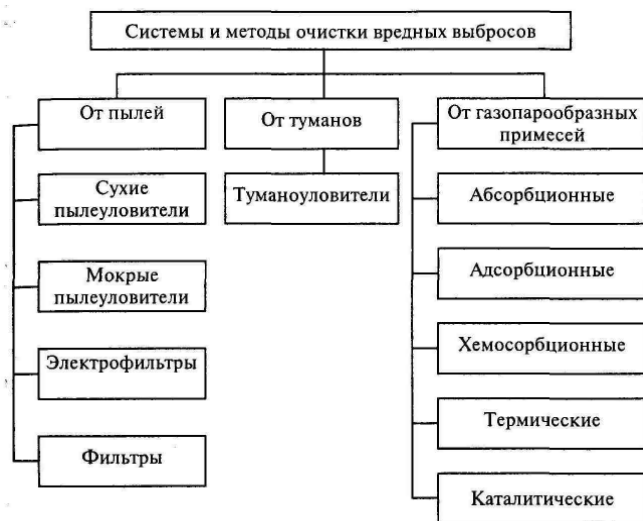 Системы и методы очистки вредных выбросов
От пылей
Сухие
пылеуловители
Мокрые
пылеуловители
Электрофильтры
Фильтры
От туманов
Туманоуловители
От газопарообразных
примесей
Абсорбционные
Адсорбционные
Хемосорбционные
Термические
Каталитические